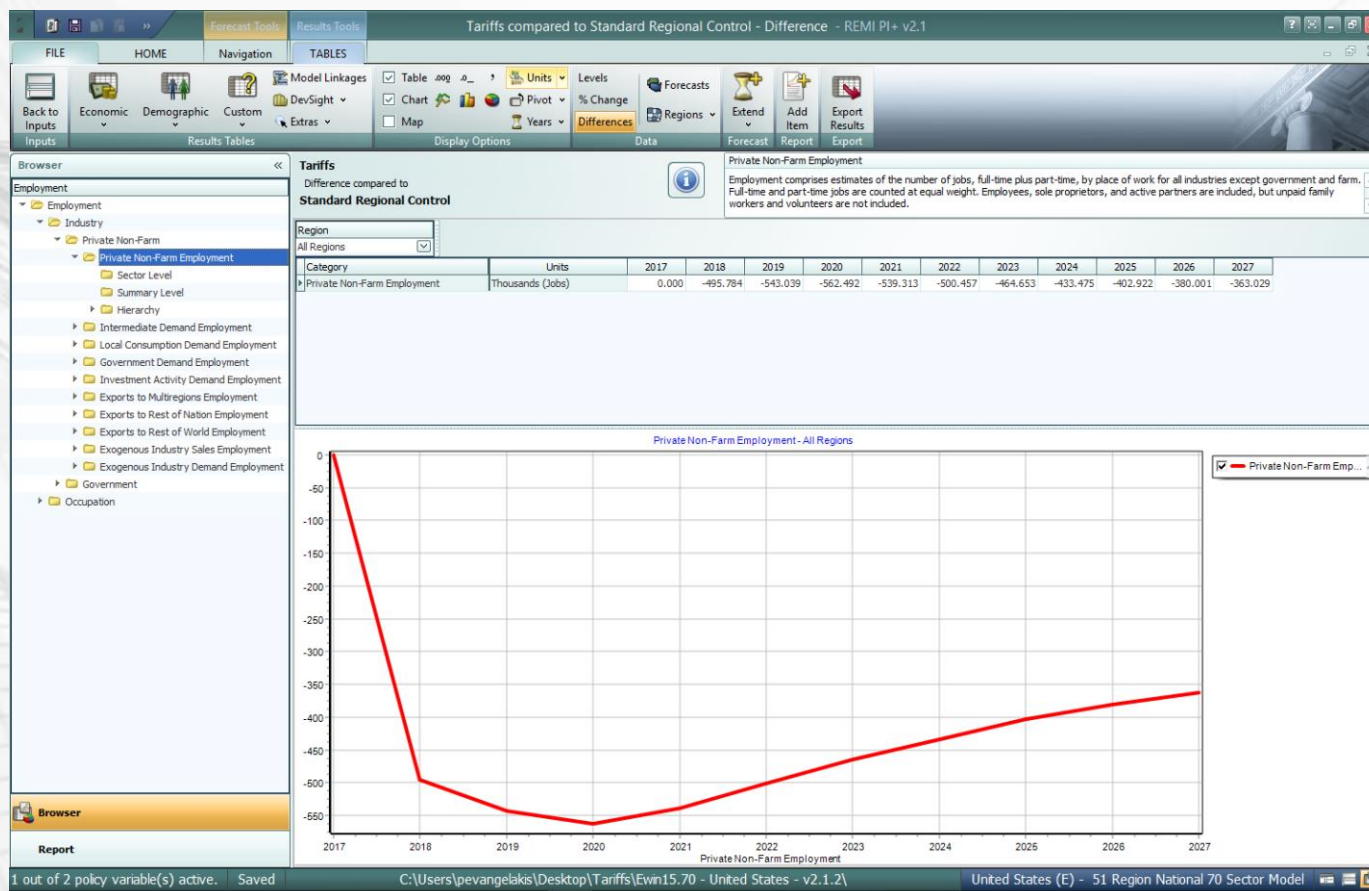 Forecast Tools
Results Tools
Tariffs compared to Standard Regional Control - Difference - REMI PI+ v2.1
FILE
HOME
Navigation
TABLES
Back to Inputs
Economic
Demographic
Custom
Model Linkages
DevSight
Extras
Table
Chart
Map
Units
Pivot
Years
Levels
% Change
Differences
Forecasts
Regions
Extend
Add Item
Export Results
Inputs
Results Tables
Display Options
Data
Forecast
Report
Export
Browser
Employment
Employment
Industry
Private Non-Farm
Private Non-Farm Employment
Sector Level
Summary Level
Hierarchy
Intermediate Demand Employment
Local Consumption Demand Employment
Government Demand Employment
Investment Activity Demand Employment
Exports to Multiregions Employment
Exports to Rest of Nation Employment
Exports to Rest of World Employment
Exogenous Industry Sales Employment
Exogenous Industry Demand Employment
Government
Occupation
Browser
Report
Tariffs
Difference compared to
Standard Regional Control
Private Non-Farm Employment
Employment comprises estimates of the number of jobs, full-time plus part-time, by place of work for all industries except government and farm.
Full-time and part-time jobs are counted at equal weight. Employees, sole proprietors, and active partners are included, but unpaid family
workers and volunteers are not included.
Region
All Regions
Category Units 2017 2018 2019 2020 2021 2022 2023 2024 2025 2026 2027
Private Non-Farm Employment Thousands (Jobs) 0.000 -495.784 -543.039 -562.492 -539.313 -500.457 -464.653 -433.475 -402.922 -380.001 -363.029
Private Non-Farm Employment - All Regions
Private Non-Farm Emp...
0
-50
-100
-150
-200
-250
-300
-350
-400
-450
-500
-550
2017 2018 2019 2020 2021 2022 2023 2024 2025 2026 2027
Private Non-Farm Employment
1 out of 2 policy variable(s) active. Saved C:\Users\pevangelakis\Desktop\Tariffs\Ewin15.70 - United States - v2.1.2\ United States (E) - 51 Region National 70 Sector Model